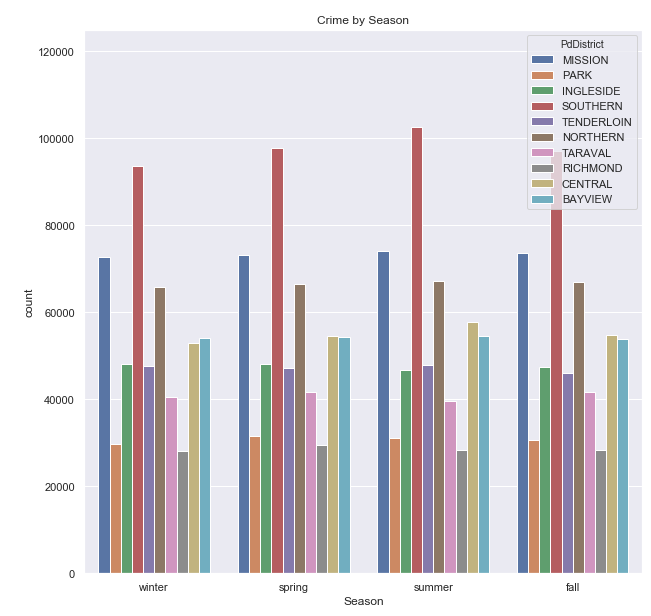 Crime by Season
120000
100000
80000
60000
40000
20000
0
count
PdDistrict
MISSION
PARK
INGLESIDE
SOUTHERN
TENDERLOIN
NORTHERN
TARAVAL
RICHMOND
CENTRAL
BAYVIEW
winter spring summer fall
Season